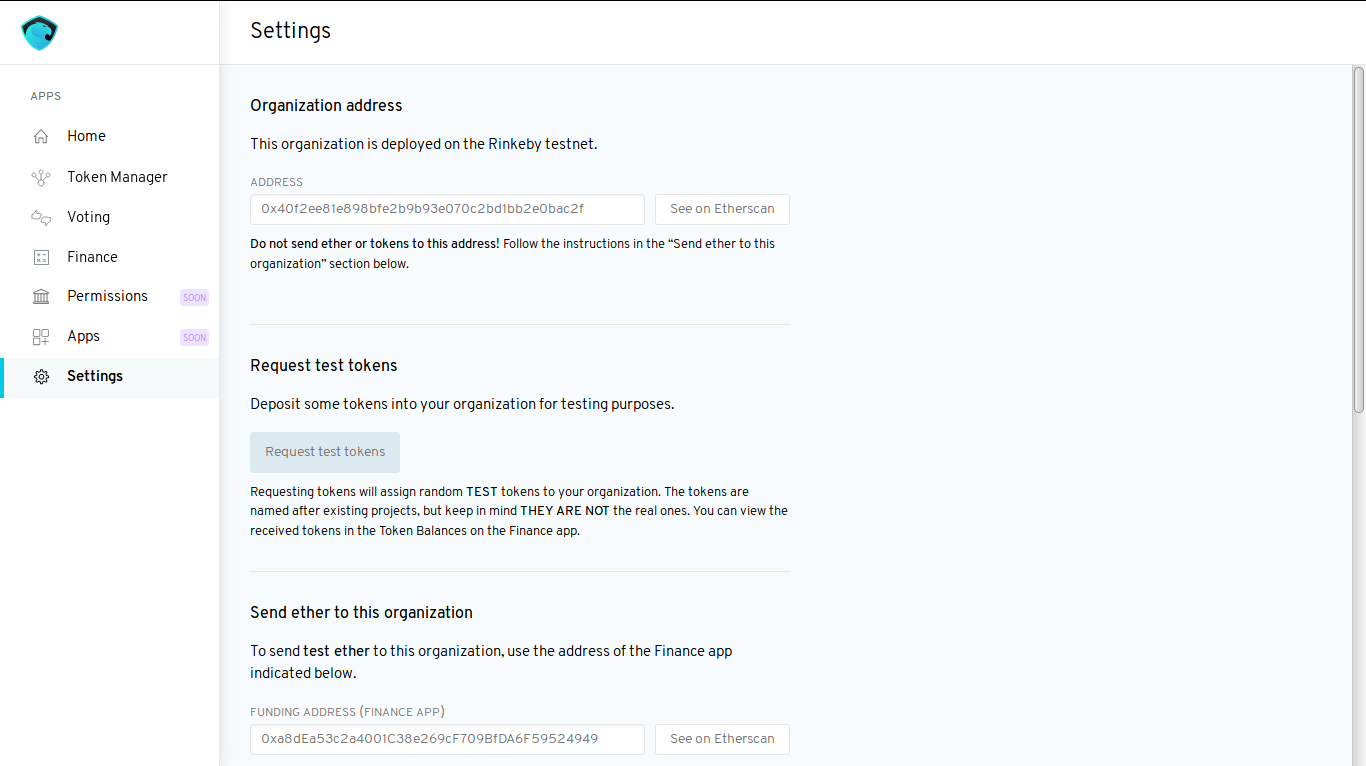 Settings
APPS
Home
Token Manager
Voting
Finance
Permissions SOON
Apps SOON
Settings
Organization address
This organization is deployed on the Rinkeby testnet.
ADDRESS
0x40f2ee81e898bfe2b9b93e070c2bd1bb2e0bac2f See on Etherscan
Do not send ether or tokens to this address! Follow the instructions in the “Send ether to this
organization” section below.
Request test tokens
Deposit some tokens into your organization for testing purposes.
Request test tokens
Requesting tokens will assign random TEST tokens to your organization. The tokens are
named after existing projects, but keep in mind THEY ARE NOT the real ones. You can view the
received tokens in the Token Balances on the Finance app.
Send ether to this organization
To send test ether to this organization, use the address of the Finance app
indicated below.
FUNDING ADDRESS (FINANCE APP)
0xa8dEa53c2a4001C38e269cF709BfDA6F59524949 See on Etherscan